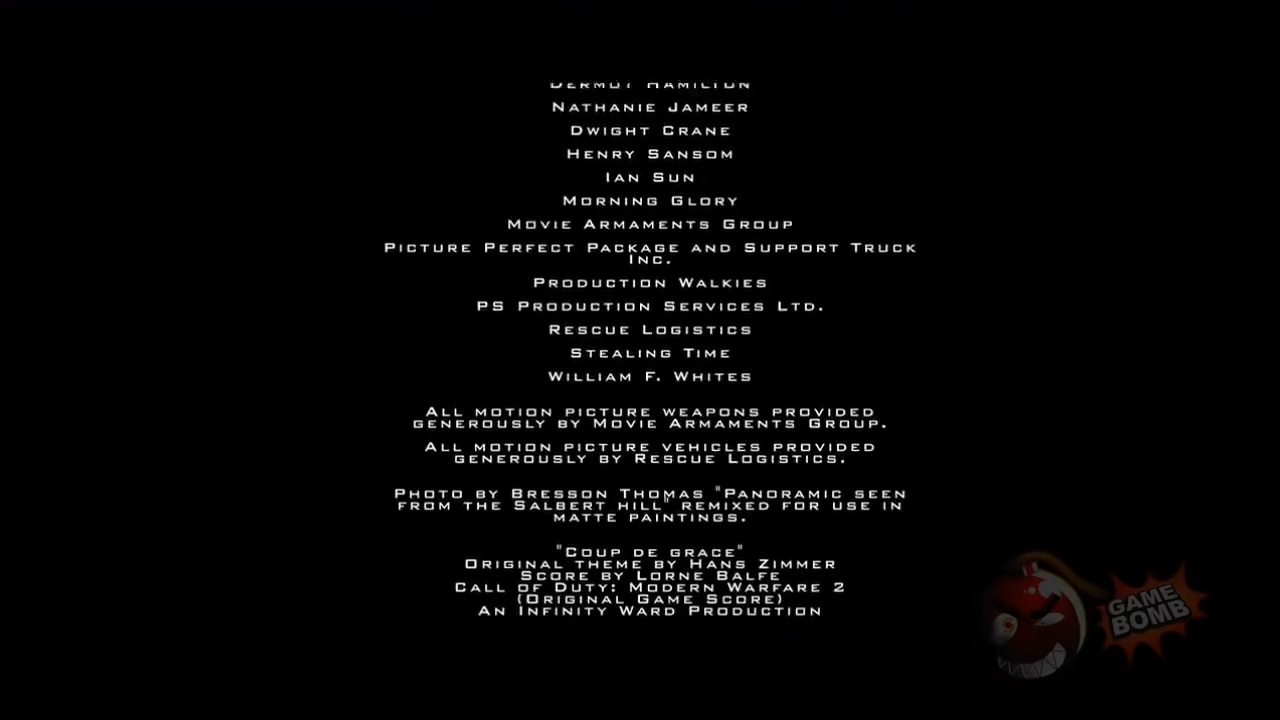 Dermot Hamilton
Nathanie Jameer
Dwight Crane
Henry Sansom
Ian Sun
Morning Glory
Movie Armaments Group
Picture Perfect Package and Support Truck
Inc.
Production Walkies
PS Production Services Ltd.
Rescue Logistics
Stealing Time
William F. Whites
All motion picture weapons provided
generously by Movie Armaments Group.
All motion picture vehicles provided
generously by Rescue Logistics.
Photo by Bresson Thomas "Panoramic seen
from the Salbert hill" remixed for use in
matte paintings.
"Coup de grace"
Original theme by Hans Zimmer
Score by Lorne Balfe
Call of Duty: Modern Warfare 2
(Original Game Score)
An Infinity Ward Production
GAME
BOMB